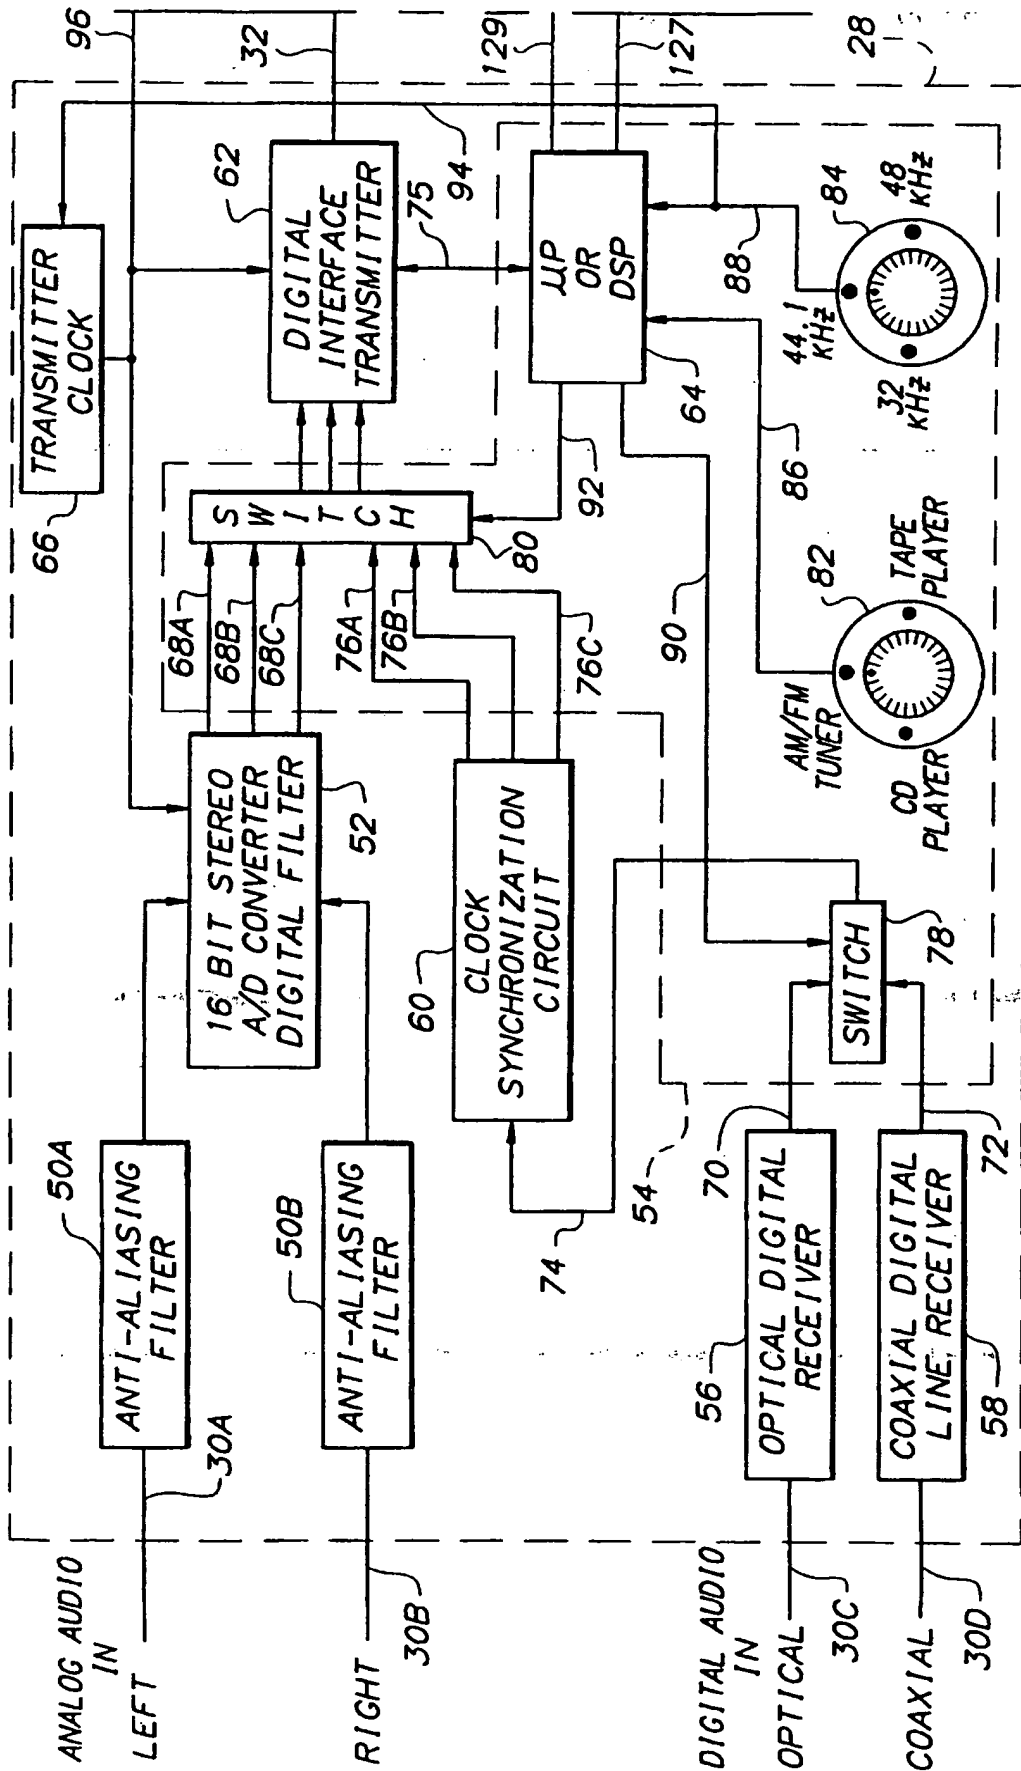 ANALOG AUDIO
IN
LEFT
30A
RIGHT
30B
DIGITAL AUDIO
IN
OPTICAL
30C
COAXIAL
30D
50A
ANTI-ALIASING
FILTER
50B
ANTI-ALIASING
FILTER
56
OPTICAL DIGITAL
RECEIVER
COAXIAL DIGITAL
LINE RECEIVER
58
70
72
74
54
16 BIT STEREO
A/D CONVERTER
DIGITAL FILTER
52
60
CLOCK
SYNCHRONIZATION
CIRCUIT
SWITCH
78
68A
68B
68C
76A
76B
76C
SWITCH
80
66
TRANSMITTER
CLOCK
62
DIGITAL
INTERFACE
TRANSMITTER
75
94
µP
OR
DSP
64
92
90
86
88
AM/FM
TUNER
CD
PLAYER
TAPE
PLAYER
82
44.1
KHz
32
KHz
48
KHz
84
96
32
129
127
28